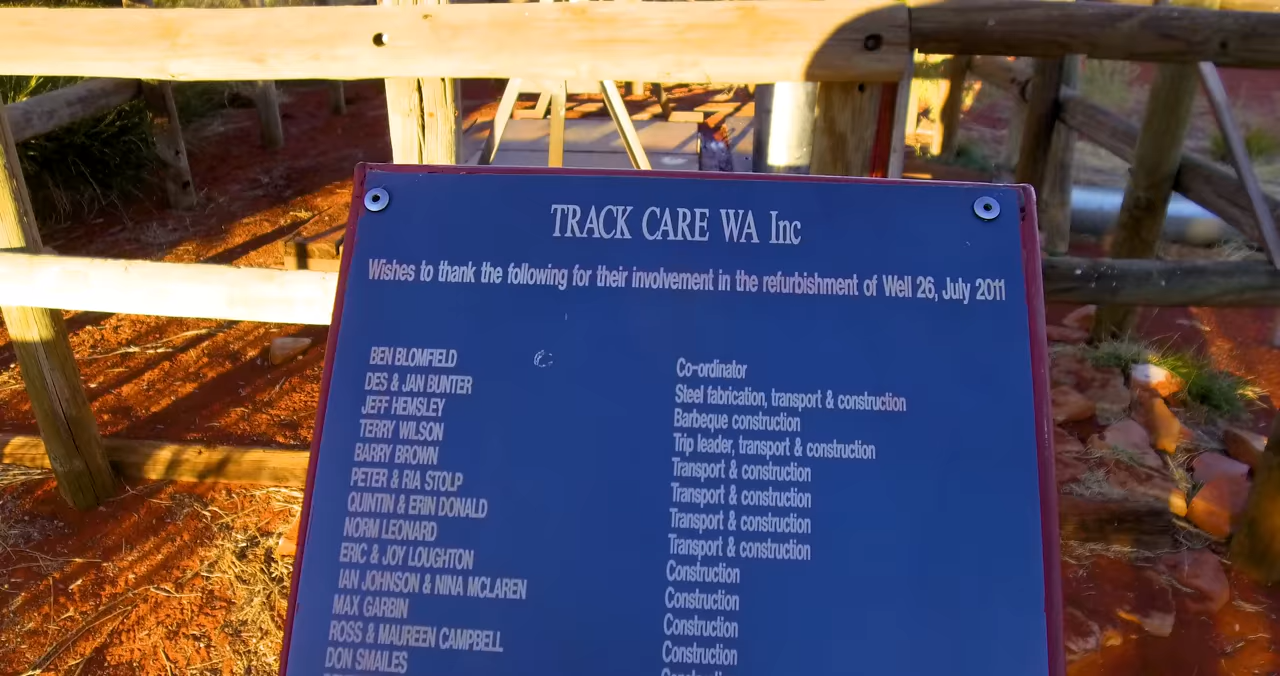 TRACK CARE WA Inc
Wishes to thank the following for their involvement in the refurbishment of Well 26, July 2011
BEN BLOMFIELD Co-ordinator
DES & JAN BUNTER Steel fabrication, transport & construction
JEFF HEMSLEY Barbeque construction
TERRY WILSON Trip leader, transport & construction
BARRY BROWN Transport & construction
PETER & RIA STOLP Transport & construction
QUINTIN & ERIN DONALD Transport & construction
NORM LEONARD Transport & construction
ERIC & JOY LOUGHTON Construction
IAN JOHNSON & NINA MCLAREN Construction
MAX GARBIN Construction
ROSS & MAUREEN CAMPBELL Construction
DON SMAILES